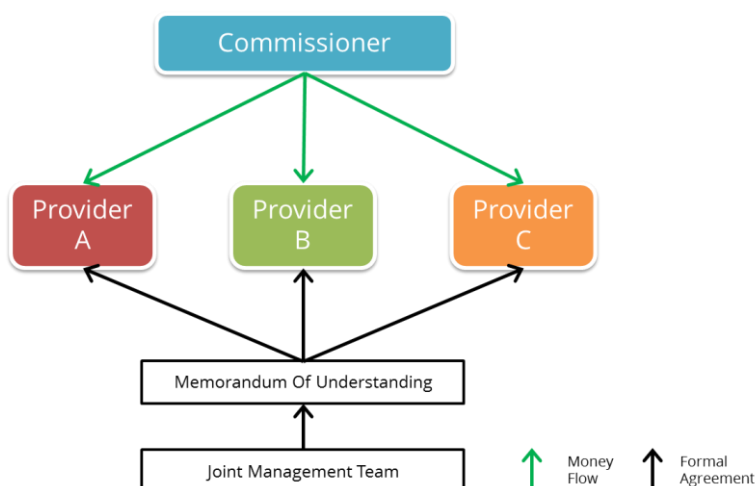 Commissioner
Provider
A
Provider
B
Provider
C
Memorandum Of Understanding
Joint Management Team
Money
Flow
Formal
Agreement